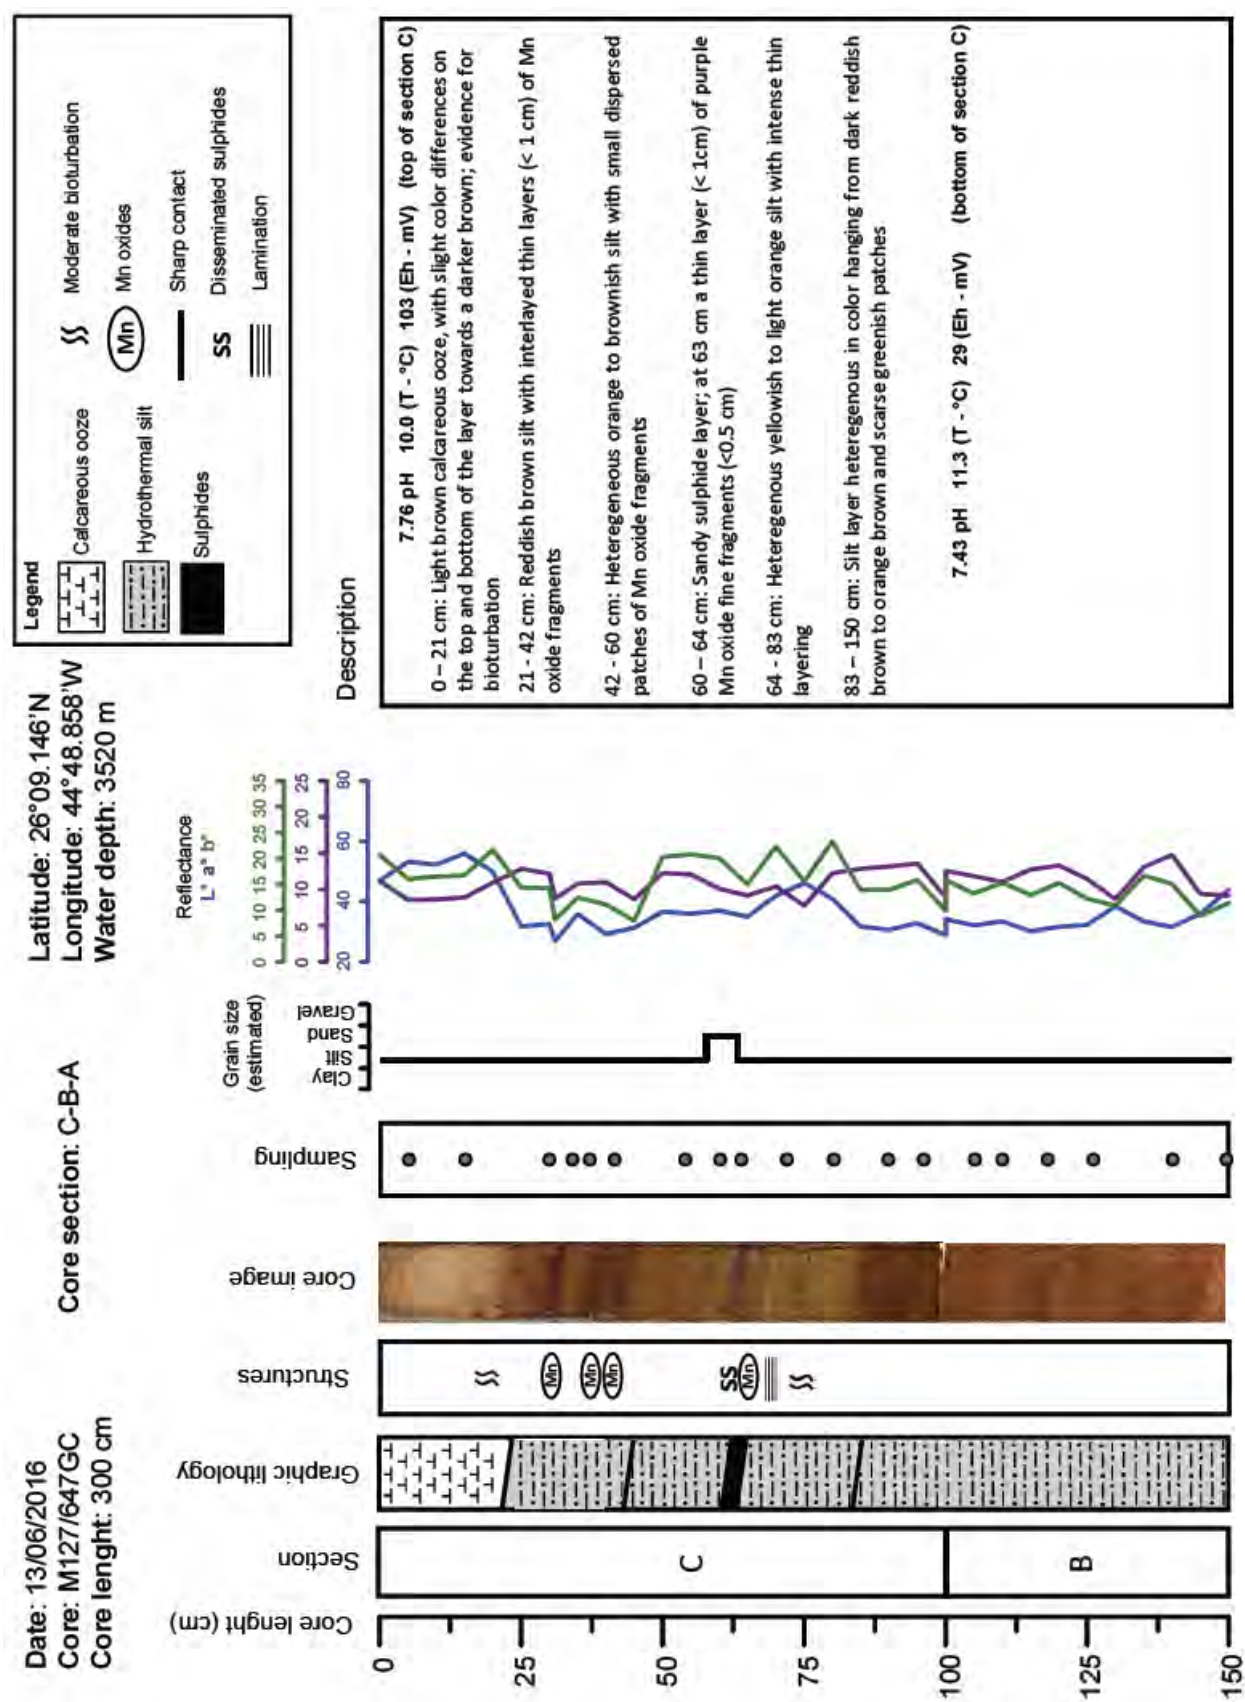 Date: 13/06/2016
Core: M127/647GC
Core lenght: 300 cm
Core section: C-B-A
Latitude: 26°09.146'N
Longitude: 44°48.858'W
Water depth: 3520 m
Legend
Calcareous ooze
Hydrothermal silt
Sulphides
Moderate bioturbation
Mn
Mn oxides
Sharp contact
SS
Disseminated sulphides
Lamination
Core lenght (cm)
Section
Graphic lithology
Structures
Core image
Sampling
Grain size
(estimated)
Clay
Silt
Sand
Gravel
Reflectance
L* a* b*
0 5 10 15 20 25 30 35
0 5 10 15 20 25
20 40 60 80
Description
0
25
50
75
100
125
150
C
B
Mn
Mn
Mn
SS
Mn
7.76 pH 10.0 (T - °C) 103 (Eh - mV) (top of section C)
0 – 21 cm: Light brown calcareous ooze, with slight color differences on
the top and bottom of the layer towards a darker brown; evidence for
bioturbation
21 - 42 cm: Reddish brown silt with interlayed thin layers (< 1 cm) of Mn
oxide fragments
42 - 60 cm: Heteregeneous orange to brownish silt with small dispersed
patches of Mn oxide fragments
60 – 64 cm: Sandy sulphide layer; at 63 cm a thin layer (< 1cm) of purple
Mn oxide fine fragments (<0.5 cm)
64 - 83 cm: Heteregenous yellowish to light orange silt with intense thin
layering
83 – 150 cm: Silt layer heteregenous in color hanging from dark reddish
brown to orange brown and scarse greenish patches
7.43 pH 11.3 (T - °C) 29 (Eh - mV) (bottom of section C)